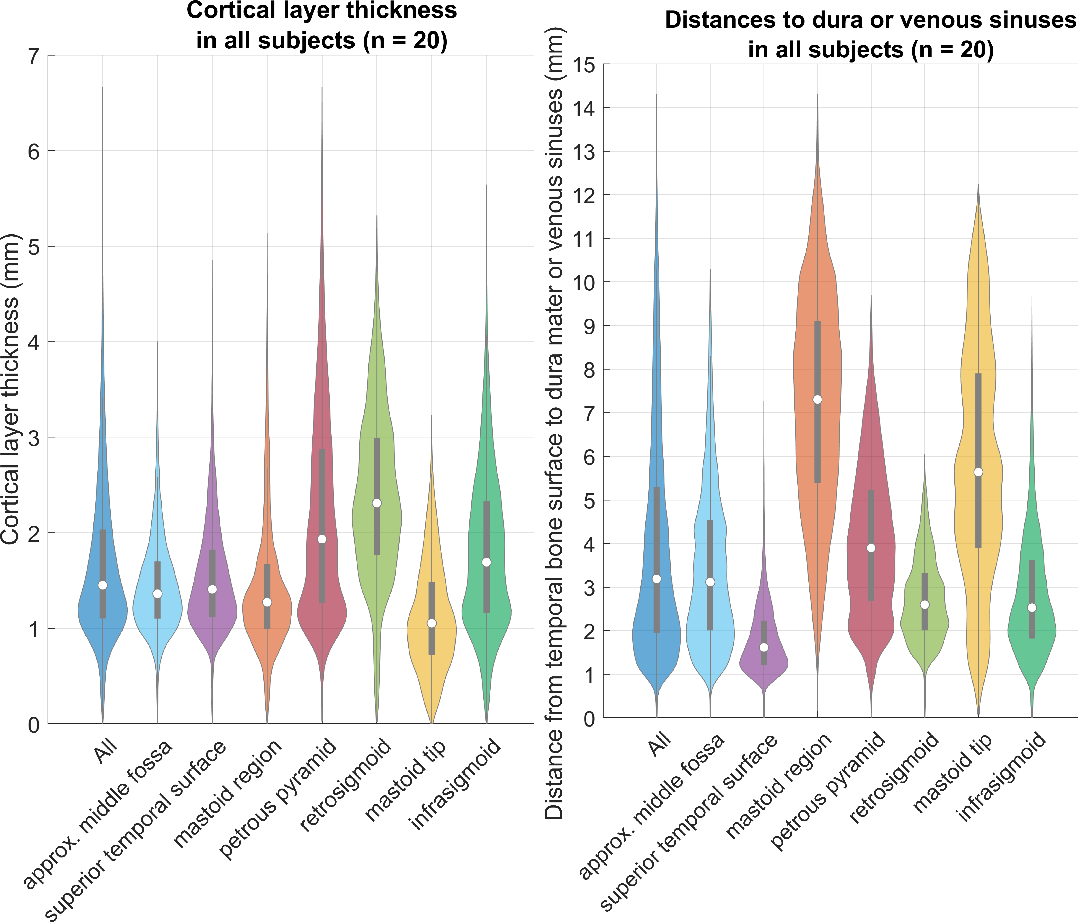 Cortical layer thickness
in all subjects (n = 20)
Cortical layer thickness (mm)
7
6
5
4
3
2
1
0
All
approx. middle fossa
superior temporal surface
mastoid region
petrous pyramid
retrosigmoid
mastoid tip
infrasigmoid
Distances to dura or venous sinuses
in all subjects (n = 20)
Distance from temporal bone surface to dura mater or venous sinuses (mm)
15
14
13
12
11
10
9
8
7
6
5
4
3
2
1
0
All
approx. middle fossa
superior temporal surface
mastoid region
petrous pyramid
retrosigmoid
mastoid tip
infrasigmoid